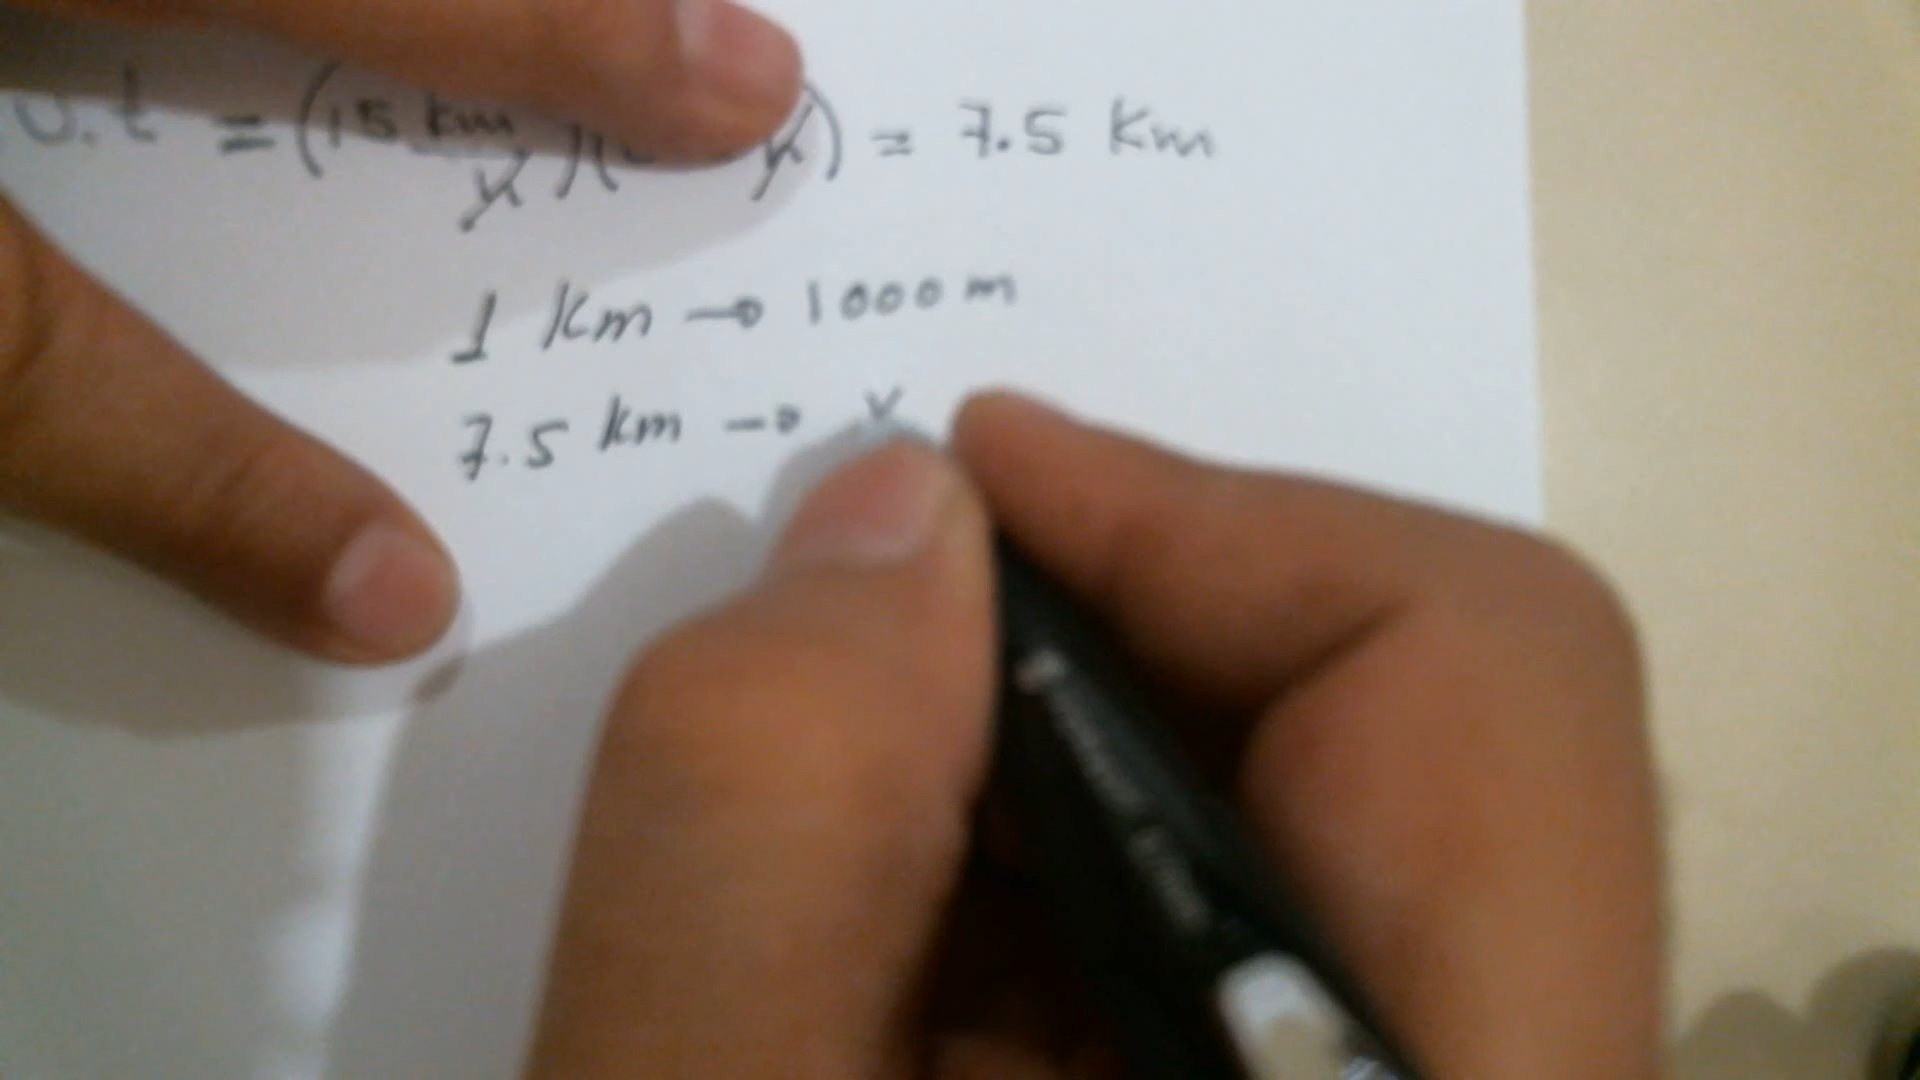 v.t = (15 km/h)( h) = 7.5 Km
1 Km → 1000 m
7.5 km → x